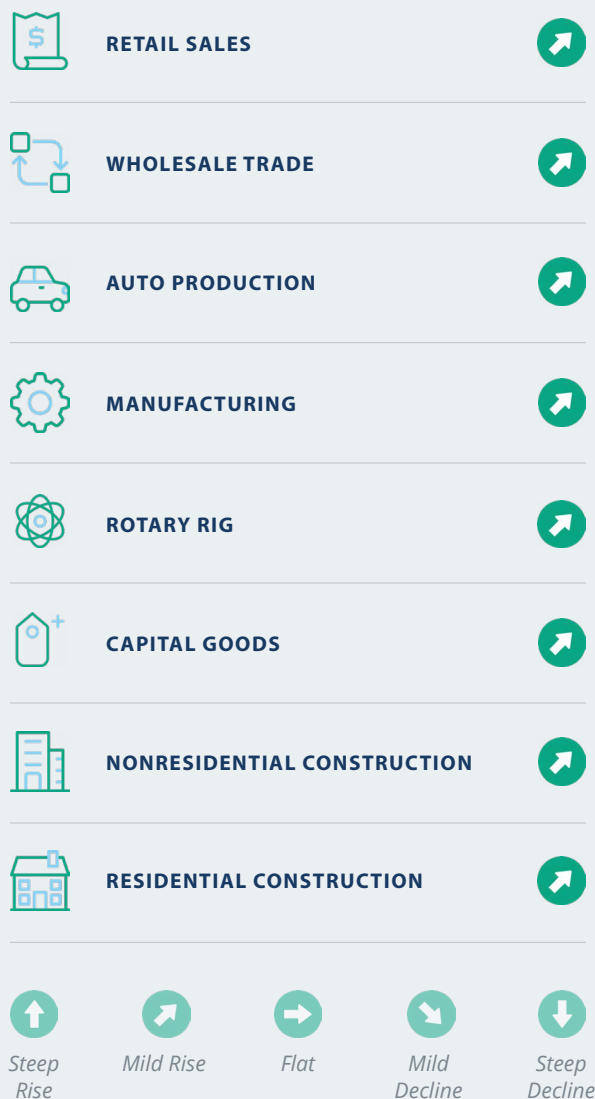 $
RETAIL SALES
WHOLESALE TRADE
AUTO PRODUCTION
MANUFACTURING
ROTARY RIG
CAPITAL GOODS
NONRESIDENTIAL CONSTRUCTION
RESIDENTIAL CONSTRUCTION
Steep Rise
Mild Rise
Flat
Mild Decline
Steep Decline